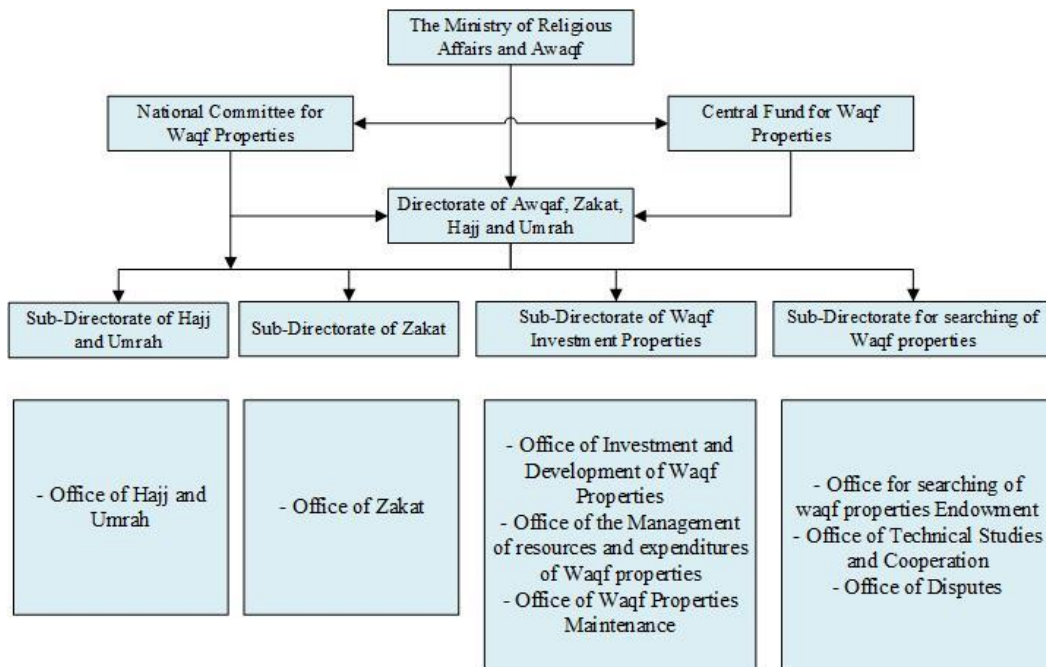 The Ministry of Religious
Affairs and Awaqf
National Committee for
Waqf Properties
Central Fund for Waqf
Properties
Directorate of Awqaf, Zakat,
Hajj and Umrah
Sub-Directorate of Hajj
and Umrah
Sub-Directorate of Zakat
Sub-Directorate of Waqf
Investment Properties
Sub-Directorate for searching of
Waqf properties
- Office of Hajj and
Umrah
- Office of Zakat
- Office of Investment and
Development of Waqf
Properties
- Office of the Management
of resources and expenditures
of Waqf properties
- Office of Waqf Properties
Maintenance
- Office for searching of
waqf properties Endowment
- Office of Technical Studies
and Cooperation
- Office of Disputes